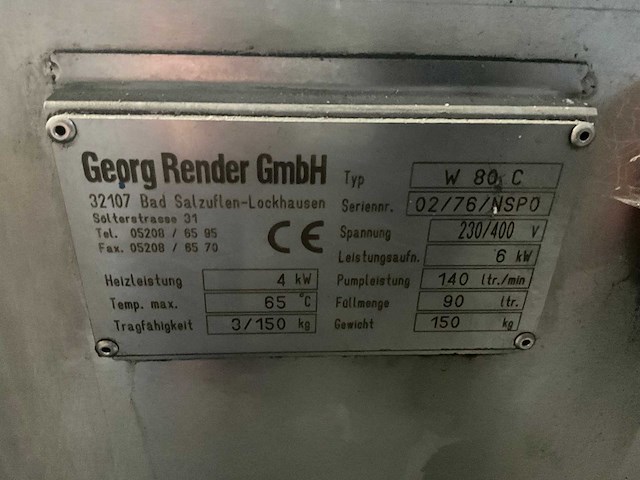 Georg Render GmbH
32107 Bad Salzuflen-Lockhausen
Solterstrasse 31
Tel. 05208 / 65 95
Fax. 05208 / 65 70
CE
Typ W 80 C
Seriennr. 02/76/NSPO
Spannung 230/400 V
Leistungsaufn. 6 kW
Heizleistung 4 kW
Pumpleistung 140 ltr./min
Temp. max. 65 °C
Füllmenge 90 ltr.
Tragfähigkeit 3/150 kg
Gewicht 150 kg